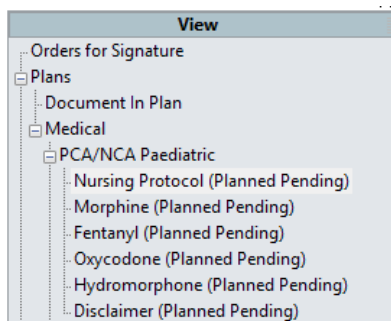 View
Orders for Signature
Plans
Document In Plan
Medical
PCA/NCA Paediatric
Nursing Protocol (Planned Pending)
Morphine (Planned Pending)
Fentanyl (Planned Pending)
Oxycodone (Planned Pending)
Hydromorphone (Planned Pending)
Disclaimer (Planned Pending)